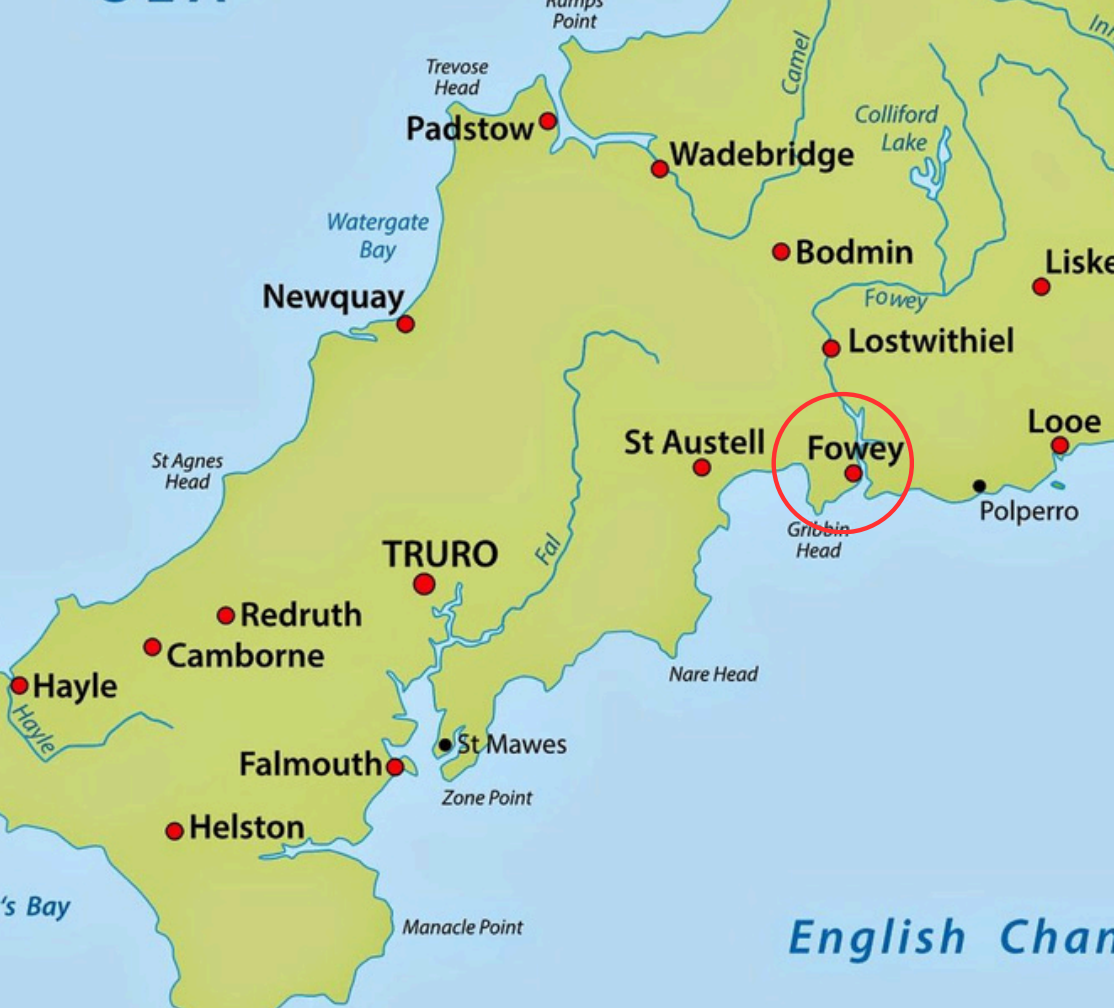 Rumps
Point
Trevose
Head
Padstow
Wadebridge
Camel
Colliford
Lake
Watergate
Bay
Bodmin
Newquay
Fowey
Lostwithiel
St Agnes
Head
St Austell
Fowey
Looe
Polperro
Gribbin
Head
TRURO
Fal
Redruth
Camborne
Hayle
Hayle
Nare Head
St Mawes
Falmouth
Zone Point
Helston
's Bay
Manacle Point
English Chan
Liske